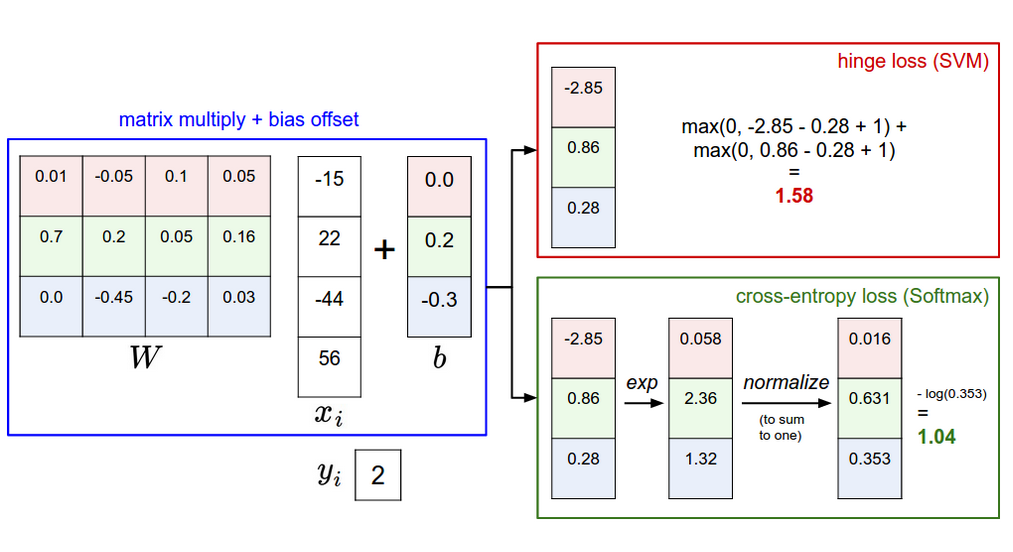 matrix multiply + bias offset
0.01 -0.05 0.1 0.05
0.7 0.2 0.05 0.16
0.0 -0.45 -0.2 0.03
W
-15
22
-44
56
x_i
+
0.0
0.2
-0.3
b
y_i 2
hinge loss (SVM)
-2.85
0.86
0.28
max(0, -2.85 - 0.28 + 1) +
max(0, 0.86 - 0.28 + 1)
=
1.58
cross-entropy loss (Softmax)
-2.85
0.86
0.28
exp
0.058
2.36
1.32
normalize
(to sum
to one)
0.016
0.631
0.353
- log(0.353)
=
1.04